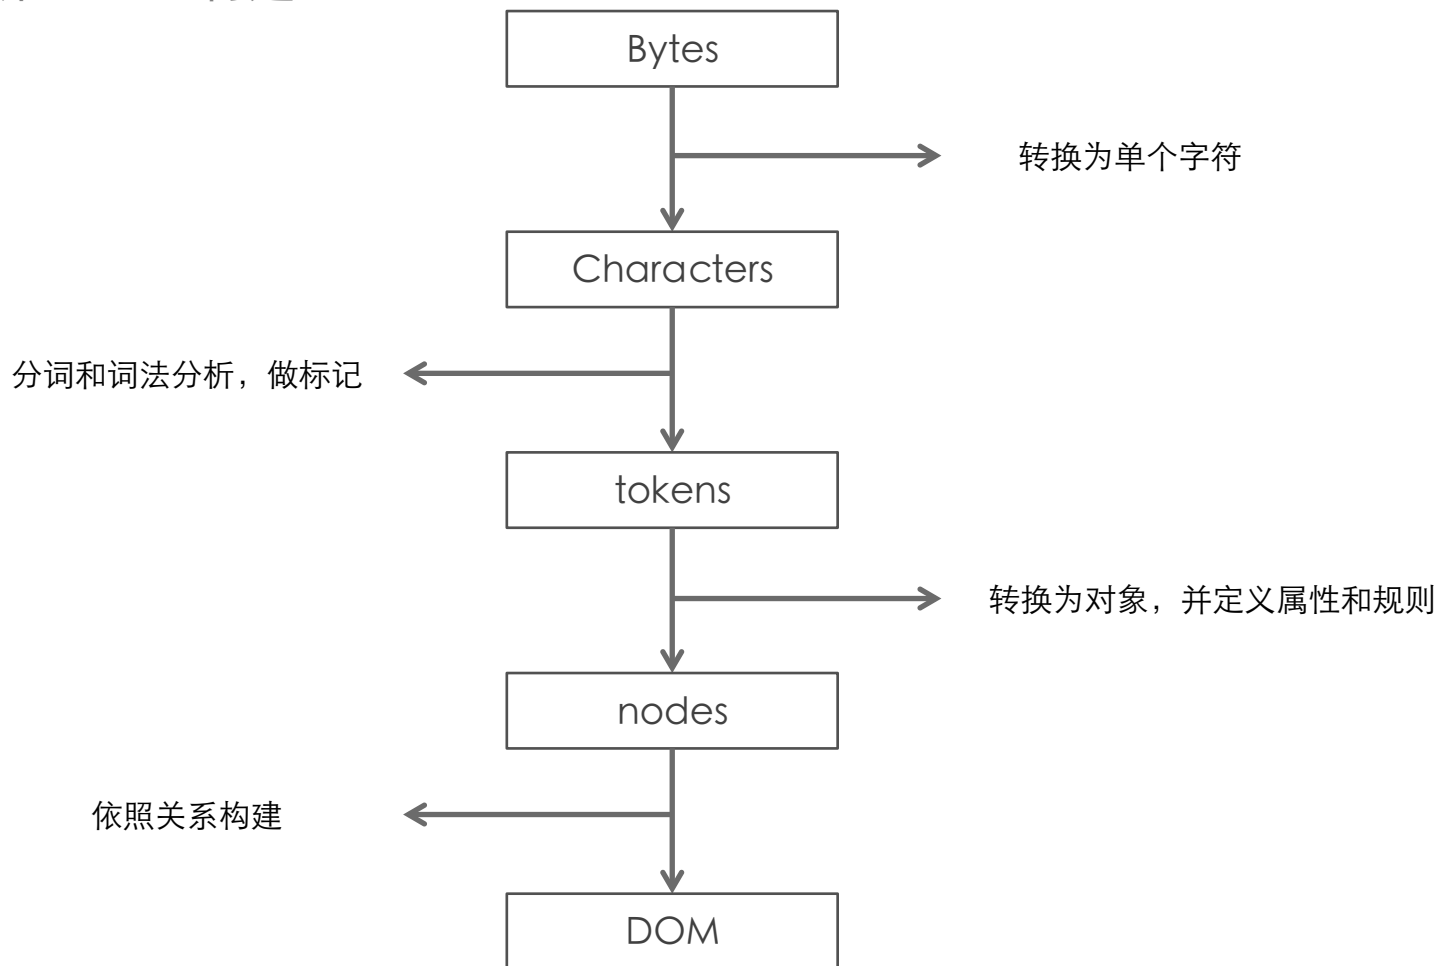 Bytes
转换为单个字符
Characters
分词和词法分析，做标记
tokens
转换为对象，并定义属性和规则
nodes
依照关系构建
DOM